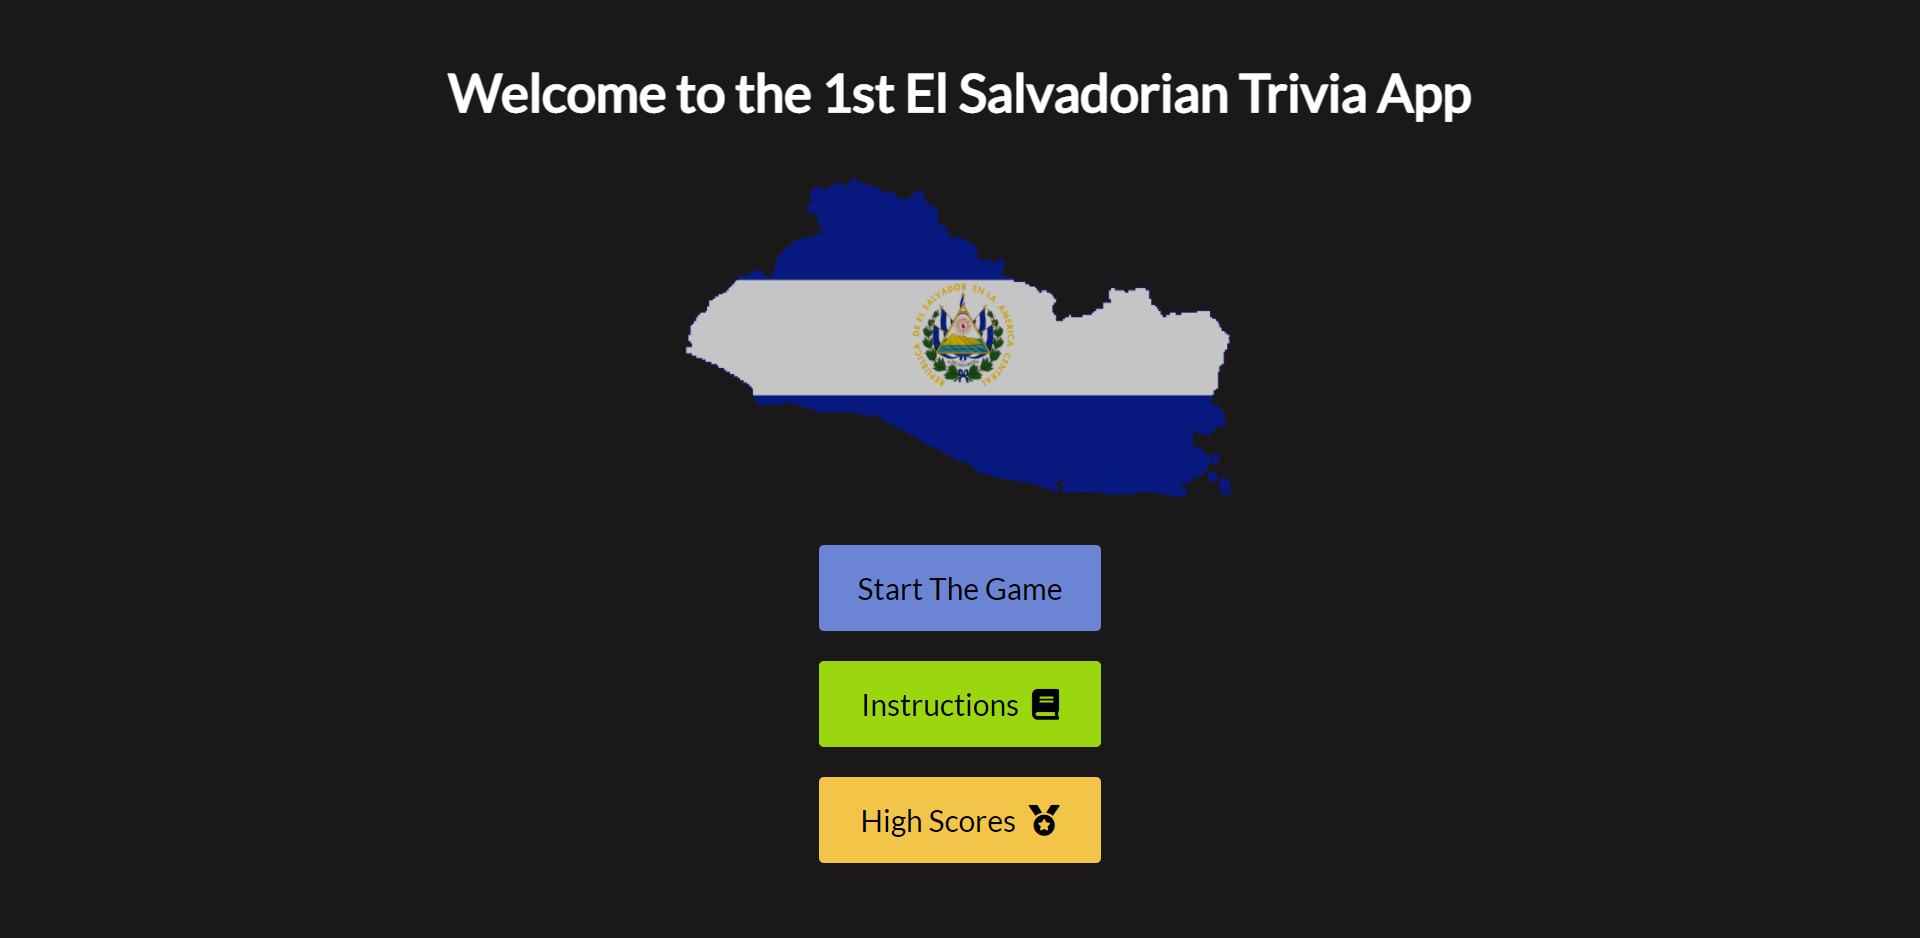 Welcome to the 1st El Salvadorian Trivia App
REPUBLICA DE EL SALVADOR EN LA AMERICA CENTRAL
Start The Game
Instructions
High Scores